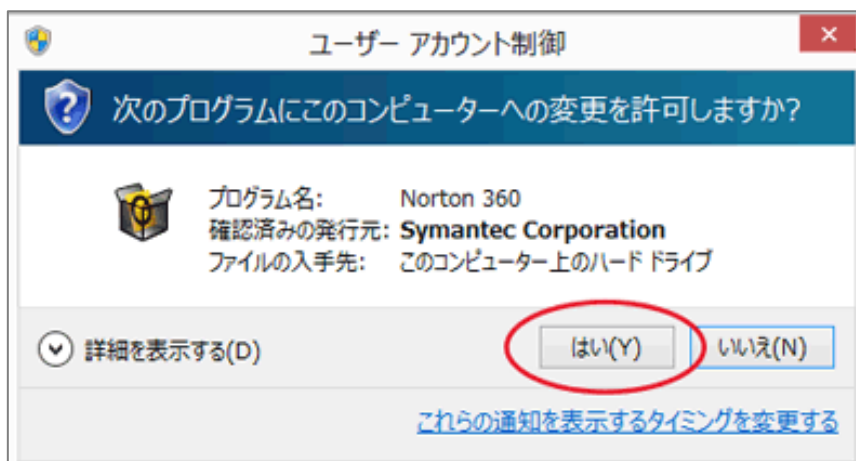 ユーザー アカウント制御
次のプログラムにこのコンピューターへの変更を許可しますか?
プログラム名: Norton 360
確認済みの発行元: Symantec Corporation
ファイルの入手先: このコンピューター上のハード ドライブ
詳細を表示する(D) はい(Y) いいえ(N)
これらの通知を表示するタイミングを変更する